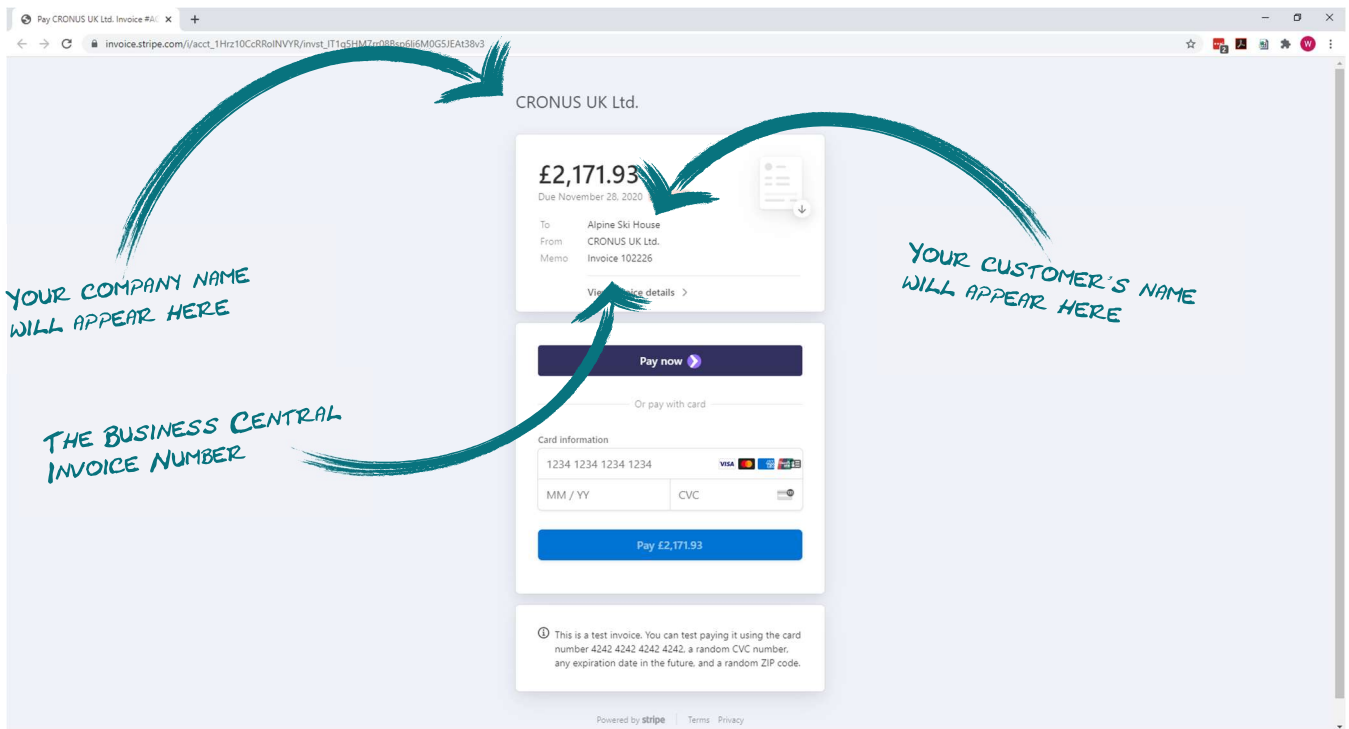 Pay CRONUS UK Ltd. Invoice #A
invoice.stripe.com/i/acct_1Hrz10CcRRoINVYR/
2
W
CRONUS UK Ltd.
£2,171.93
Due November 28, 2020
To Alpine Ski House
From CRONUS UK Ltd.
Memo Invoice 102226
details >
YOUR COMPANY NAME
WILL APPEAR HERE
YOUR CUSTOMER'S NAME
WILL APPEAR HERE
THE BUSINESS CENTRAL
INVOICE NUMBER
Pay now
Or pay with card
Card information
1234 1234 1234 1234 VISA
MM / YY CVC
Pay £2,171.93
This is a test invoice. You can test paying it using the card
number 4242 4242 4242 4242, a random CVC number,
any expiration date in the future, and a random ZIP code.
Powered by stripe Terms Privacy